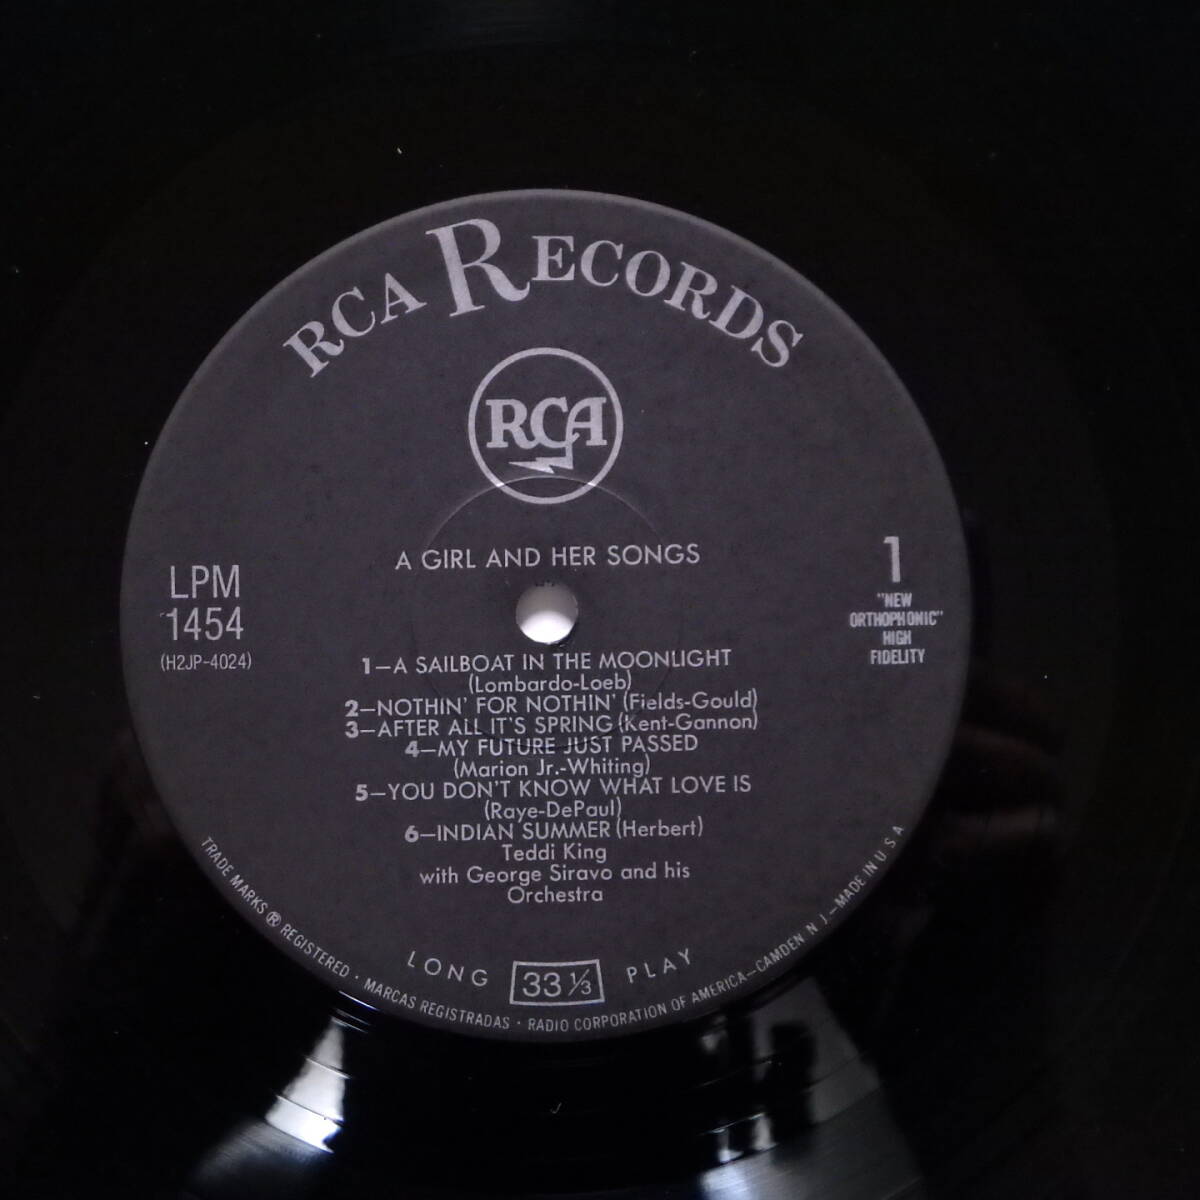 RCA RECORDS
RCA
A GIRL AND HER SONGS
LPM
1454
(H2JP-4024)
1
"NEW
ORTHOPHONIC"
HIGH
FIDELITY
1—A SAILBOAT IN THE MOONLIGHT
(Lombardo-Loeb)
2—NOTHIN' FOR NOTHIN' (Fields-Gould)
3—AFTER ALL IT'S SPRING (Kent-Gannon)
4—MY FUTURE JUST PASSED
(Marion Jr.-Whiting)
5—YOU DON'T KNOW WHAT LOVE IS
(Raye-DePaul)
6—INDIAN SUMMER (Herbert)
Teddi King
with George Siravo and his
Orchestra
LONG 33 1/3 PLAY
TRADE MARKS ® REGISTERED · MARCAS REGISTRADAS · RADIO CORPORATION OF AMERICA—CAMDEN N J.—MADE IN U.S.A